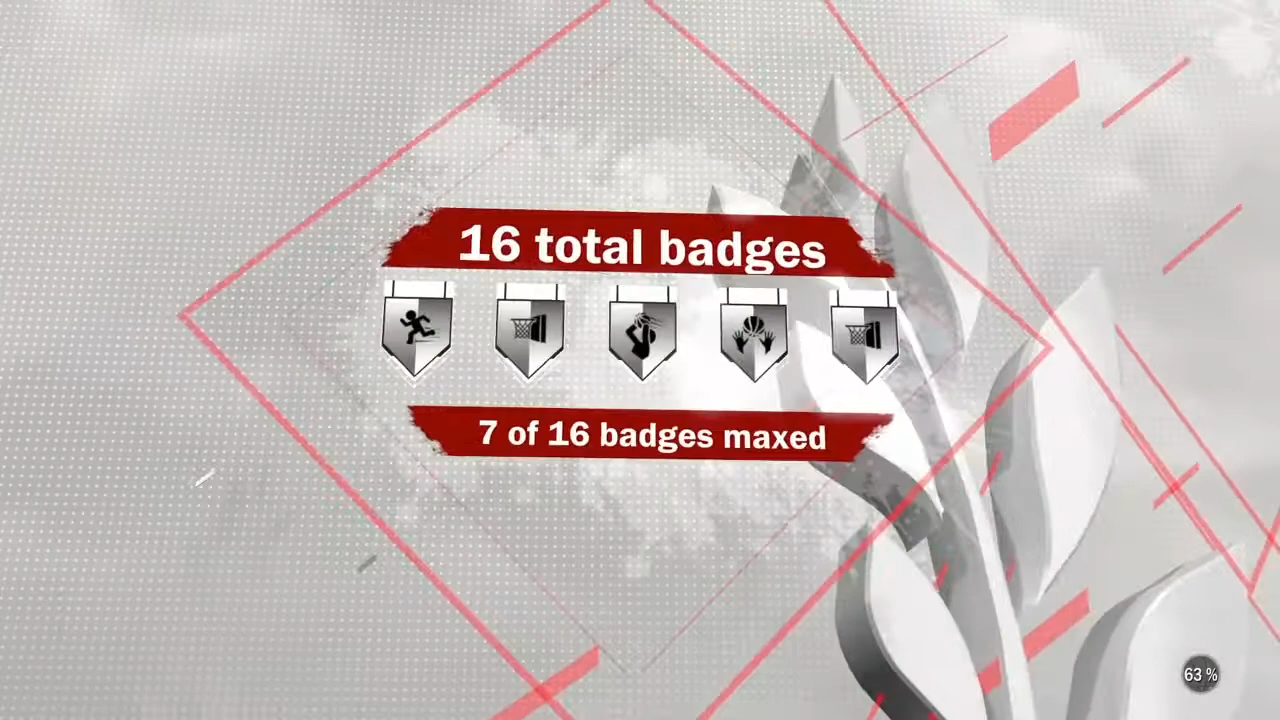 16 total badges
7 of 16 badges maxed
63 %